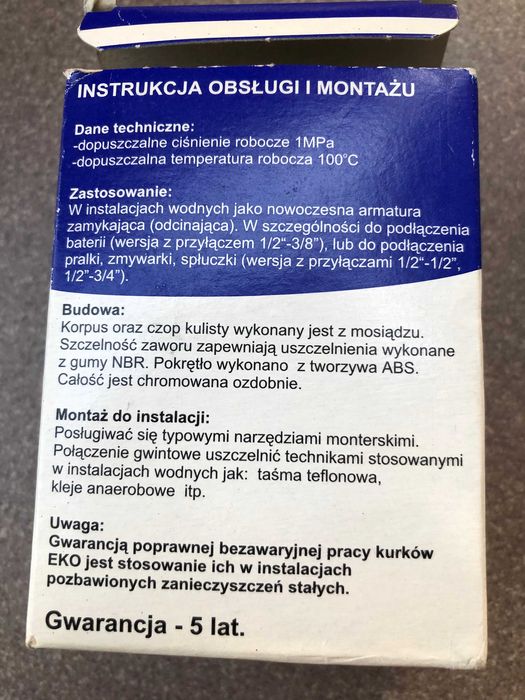 INSTRUKCJA OBSŁUGI I MONTAŻU
Dane techniczne:
-dopuszczalne ciśnienie robocze 1MPa
-dopuszczalna temperatura robocza 100°C
Zastosowanie:
W instalacjach wodnych jako nowoczesna armatura
zamykająca (odcinająca). W szczególności do podłączenia
baterii (wersja z przyłączem 1/2“-3/8”), lub do podłączenia
pralki, zmywarki, spłuczki (wersja z przyłączami 1/2“-1/2”,
1/2”-3/4”).
Budowa:
Korpus oraz czop kulisty wykonany jest z mosiądzu.
Szczelność zaworu zapewniają uszczelnienia wykonane
z gumy NBR. Pokrętło wykonano z tworzywa ABS.
Całość jest chromowana ozdobnie.
Montaż do instalacji:
Posługiwać się typowymi narzędziami monterskimi.
Połączenie gwintowe uszczelnić technikami stosowanymi
w instalacjach wodnych jak: taśma teflonowa,
kleje anaerobowe itp.
Uwaga:
Gwarancją poprawnej bezawaryjnej pracy kurków
EKO jest stosowanie ich w instalacjach
pozbawionych zanieczyszczeń stałych.
Gwarancja - 5 lat.